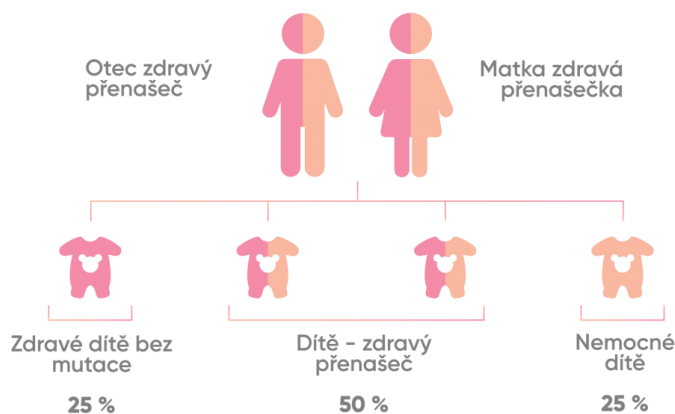 Otec zdravý
přenašeč
Matka zdravá
přenašečka
Zdravé dítě bez
mutace
25 %
Dítě - zdravý
přenašeč
50 %
Nemocné
dítě
25 %